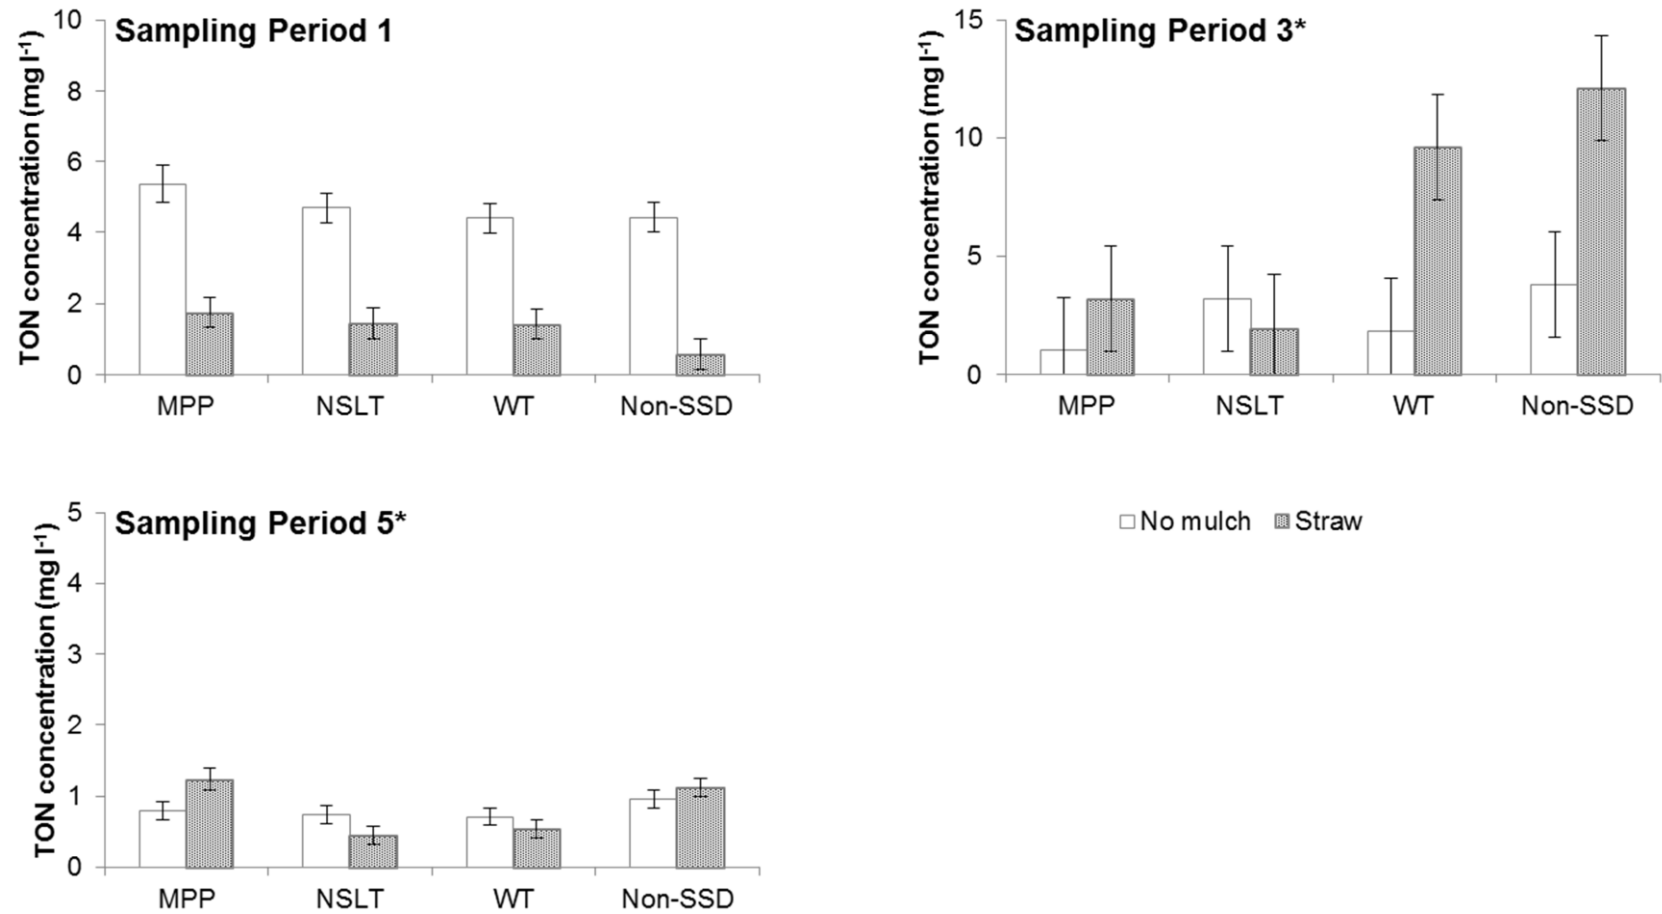 Sampling Period 1
TON concentration (mg l-1)
10
8
6
4
2
0
MPP NSLT WT Non-SSD
Sampling Period 3*
TON concentration (mg l-1)
15
10
5
0
MPP NSLT WT Non-SSD
Sampling Period 5*
TON concentration (mg l-1)
5
4
3
2
1
0
MPP NSLT WT Non-SSD
No mulch Straw